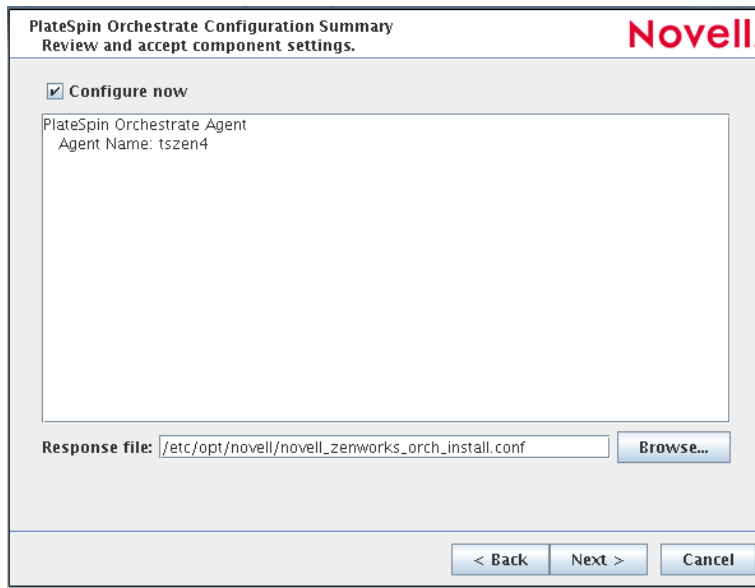 PlateSpin Orchestrate Configuration Summary
Review and accept component settings.
Novell.
Configure now
PlateSpin Orchestrate Agent
Agent Name: tszen4
Response file: /etc/opt/novell/novell_zenworks_orch_install.conf Browse...
< Back Next > Cancel